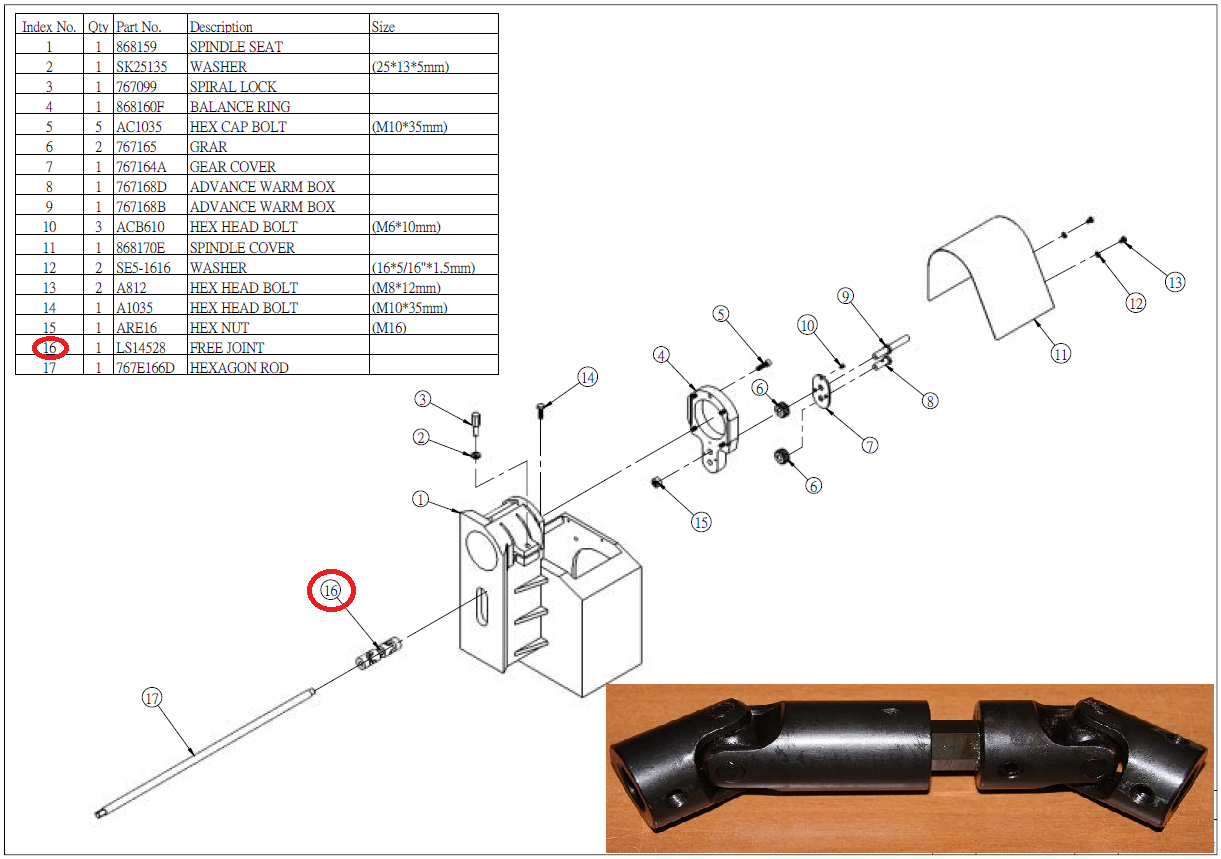 Index No. Qty Part No. Description Size
1 1 868159 SPINDLE SEAT
2 1 SK25135 WASHER (25*13*5mm)
3 1 767099 SPIRAL LOCK
4 1 868160F BALANCE RING
5 5 AC1035 HEX CAP BOLT (M10*35mm)
6 2 767165 GRAR
7 1 767164A GEAR COVER
8 1 767168D ADVANCE WARM BOX
9 1 767168B ADVANCE WARM BOX
10 3 ACB610 HEX HEAD BOLT (M6*10mm)
11 1 868170E SPINDLE COVER
12 2 SE5-1616 WASHER (16*5/16"*1.5mm)
13 2 A812 HEX HEAD BOLT (M8*12mm)
14 1 A1035 HEX HEAD BOLT (M10*35mm)
15 1 ARE16 HEX NUT (M16)
16 1 LS14528 FREE JOINT
17 1 767E166D HEXAGON ROD
13
9
12
5
10
11
4
14
6
8
3
2
7
6
1
15
16
17